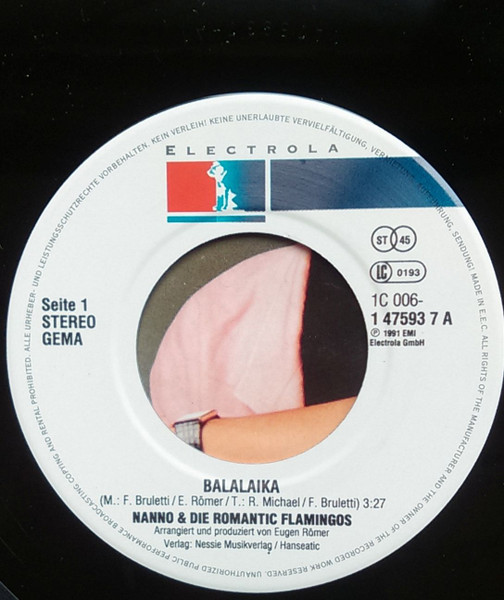 ALLE URHEBER- UND LEISTUNGSSCHUTZRECHTE VORBEHALTEN. KEIN VERLEIH! KEINE UNERLAUBTE VERVIELFÄLTIGUNG, VERMIETUNG, AUFFÜHRUNG, SENDUNG! MADE IN E.E.C. ALL RIGHTS OF THE MANUFACTURER AND THE OWNER OF THE RECORDED WORK RESERVED. UNAUTHORIZED PUBLIC PERFORMANCE BROADCASTING COPYING AND RENTAL PROHIBITED.
ELECTROLA
ST 45
LC 0193
Seite 1
STEREO
GEMA
1C 006-
1 47593 7 A
℗ 1991 EMI
Electrola GmbH
BALALAIKA
(M.: F. Bruletti/E. Römer/T.: R. Michael/F. Bruletti) 3:27
NANNO & DIE ROMANTIC FLAMINGOS
Arrangiert und produziert von Eugen Römer
Verlag: Nessie Musikverlag/Hanseatic